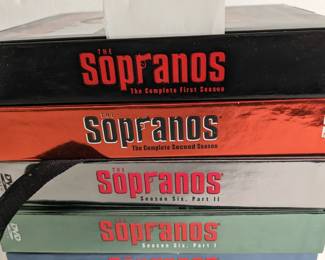 THE
Sopranos
The Complete First Season
THE
Sopranos
The Complete Second Season
THE
Sopranos
Season Six, Part II
THE
Sopranos
Season Six, Part I
DVD